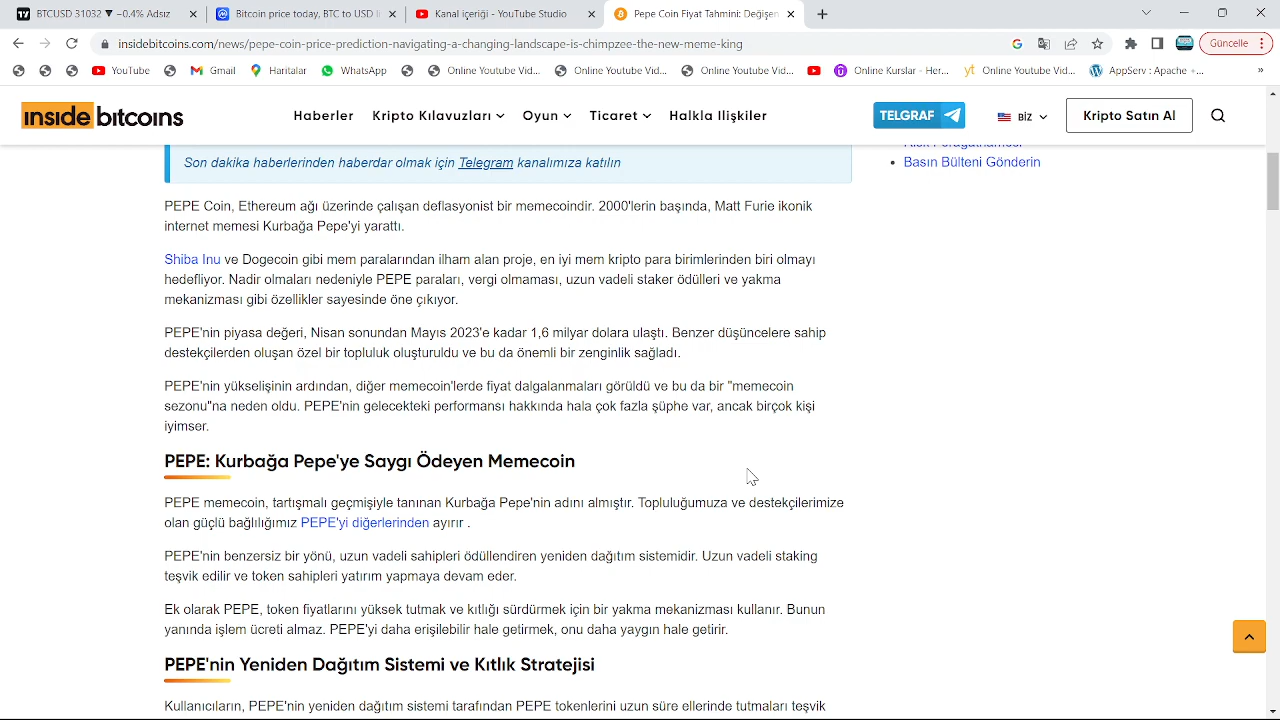 BTCUSD 31032 ▼ −0.4% Adsız
Bitcoin price today, BTC to USD li
Kanal içeriği - YouTube Studio
Pepe Coin Fiyat Tahmini: Değişen
insidebitcoins.com/news/pepe-coin-price-prediction-navigating-a-changing-landscape-is-chimpzee-the-new-meme-king
Güncelle
YouTube
Gmail
Haritalar
WhatsApp
Online Youtube Vid...
Online Youtube Vid...
Online Youtube Vid...
Online Kurslar - Her...
Online Youtube Vid...
AppServ : Apache +...
»
inside bitcoins
Haberler
Kripto Kılavuzları
Oyun
Ticaret
Halkla Ilişkiler
TELGRAF
BİZ
Kripto Satın Al
Son dakika haberlerinden haberdar olmak için Telegram kanalımıza katılın
Basın Bülteni Gönderin
PEPE Coin, Ethereum ağı üzerinde çalışan deflasyonist bir memecoindir. 2000'lerin başında, Matt Furie ikonik
internet memesi Kurbağa Pepe'yi yarattı.
Shiba Inu ve Dogecoin gibi mem paralarından ilham alan proje, en iyi mem kripto para birimlerinden biri olmayı
hedefliyor. Nadir olmaları nedeniyle PEPE paraları, vergi olmaması, uzun vadeli staker ödülleri ve yakma
mekanizması gibi özellikler sayesinde öne çıkıyor.
PEPE'nin piyasa değeri, Nisan sonundan Mayıs 2023'e kadar 1,6 milyar dolara ulaştı. Benzer düşüncelere sahip
destekçilerden oluşan özel bir topluluk oluşturuldu ve bu da önemli bir zenginlik sağladı.
PEPE'nin yükselişinin ardından, diğer memecoin'lerde fiyat dalgalanmaları görüldü ve bu da bir "memecoin
sezonu"na neden oldu. PEPE'nin gelecekteki performansı hakkında hala çok fazla şüphe var, ancak birçok kişi
iyimser.
PEPE: Kurbağa Pepe'ye Saygı Ödeyen Memecoin
PEPE memecoin, tartışmalı geçmişiyle tanınan Kurbağa Pepe'nin adını almıştır. Topluluğumuza ve destekçilerimize
olan güçlü bağlılığımız PEPE'yi diğerlerinden ayırır .
PEPE'nin benzersiz bir yönü, uzun vadeli sahipleri ödüllendiren yeniden dağıtım sistemidir. Uzun vadeli staking
teşvik edilir ve token sahipleri yatırım yapmaya devam eder.
Ek olarak PEPE, token fiyatlarını yüksek tutmak ve kıtlığı sürdürmek için bir yakma mekanizması kullanır. Bunun
yanında işlem ücreti almaz. PEPE'yi daha erişilebilir hale getirmek, onu daha yaygın hale getirir.
PEPE'nin Yeniden Dağıtım Sistemi ve Kıtlık Stratejisi
Kullanıcıların, PEPE'nin yeniden dağıtım sistemi tarafından PEPE tokenlerini uzun süre ellerinde tutmaları teşvik